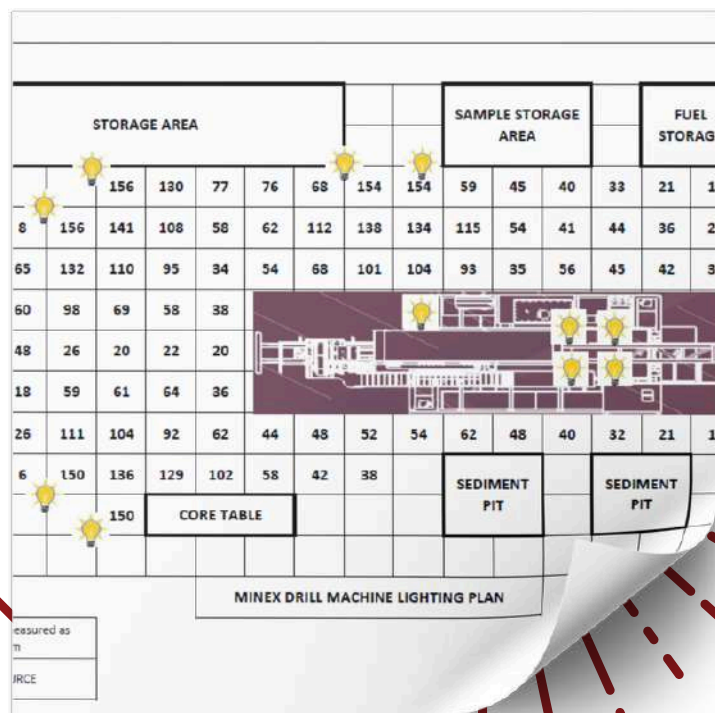 STORAGE AREA
SAMPLE STORAGE
AREA
FUEL
STORAG
156 130 77 76 68 154 154 59 45 40 33 21 1
8 156 141 108 58 62 112 138 134 115 54 41 44 36 2
65 132 110 95 34 54 68 101 104 93 35 56 45 42 3
60 98 69 58 38
48 26 20 22 20
18 59 61 64 36
26 111 104 92 62 44 48 52 54 62 48 40 32 21 1
6 150 136 129 102 58 42 38
SEDIMENT
PIT
SEDIMENT
PIT
150
CORE TABLE
MINEX DRILL MACHINE LIGHTING PLAN
easured as
m
URCE